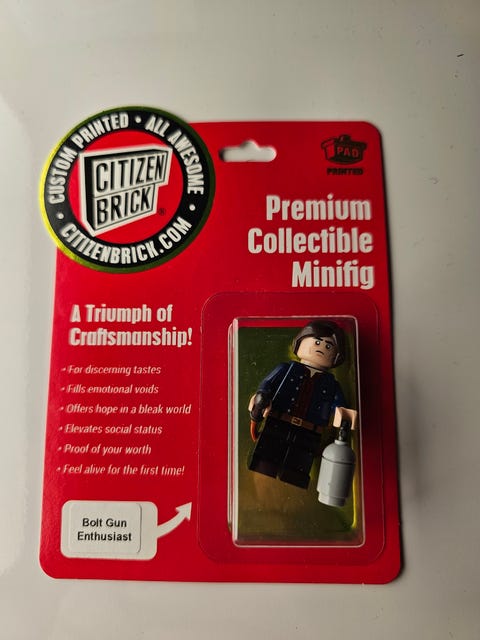 CUSTOM PRINTED • ALL AWESOME
CITIZEN
BRICK®
• CITIZENBRICK.COM •
PAD
PRINTED
Premium
Collectible
Minifig
A Triumph of
Craftsmanship!
• For discerning tastes
• Fills emotional voids
• Offers hope in a bleak world
• Elevates social status
• Proof of your worth
• Feel alive for the first time!
Bolt Gun
Enthusiast